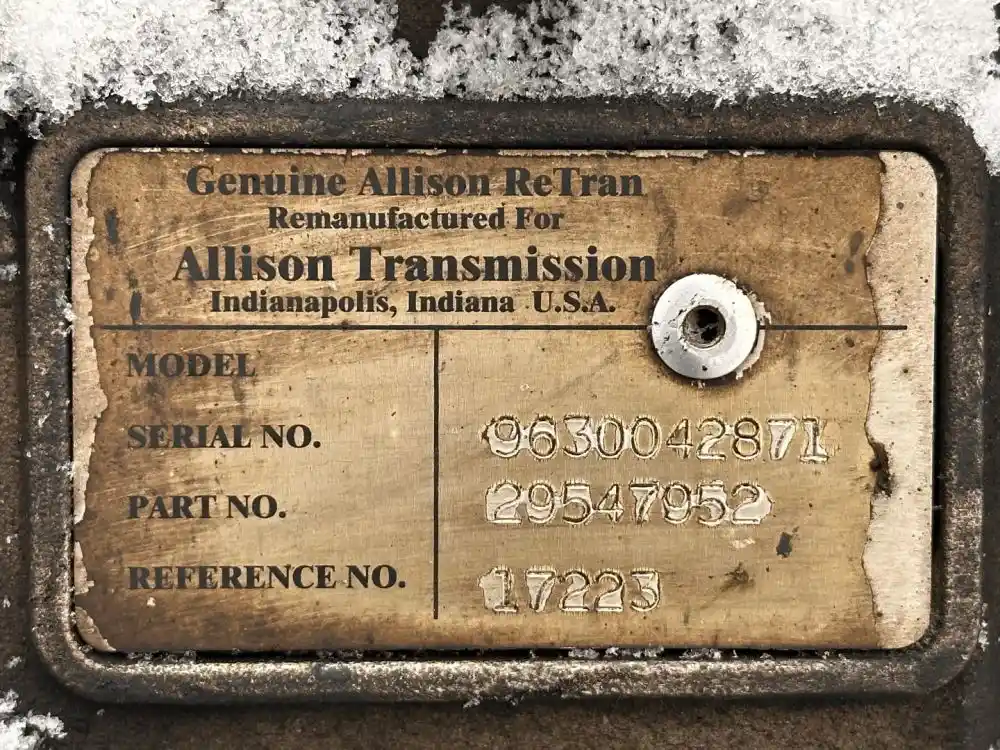 Genuine Allison ReTran
Remanufactured For
Allison Transmission
Indianapolis, Indiana U.S.A.
MODEL
SERIAL NO. 9630042871
PART NO. 29547952
REFERENCE NO. 17223